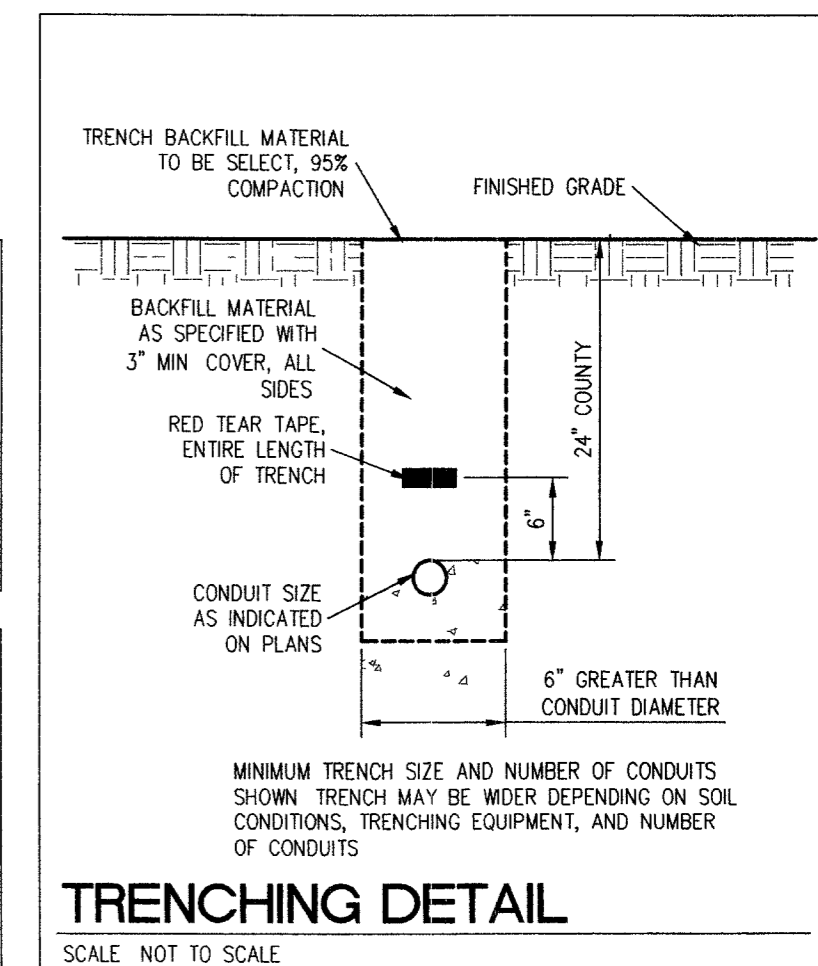 TRENCH BACKFILL MATERIAL
TO BE SELECT, 95%
COMPACTION
FINISHED GRADE
BACKFILL MATERIAL
AS SPECIFIED WITH
3" MIN COVER, ALL
SIDES
24" COUNTY
RED TEAR TAPE,
ENTIRE LENGTH
OF TRENCH
6"
CONDUIT SIZE
AS INDICATED
ON PLANS
6" GREATER THAN
CONDUIT DIAMETER
MINIMUM TRENCH SIZE AND NUMBER OF CONDUITS
SHOWN TRENCH MAY BE WIDER DEPENDING ON SOIL
CONDITIONS, TRENCHING EQUIPMENT, AND NUMBER
OF CONDUITS
TRENCHING DETAIL
SCALE NOT TO SCALE